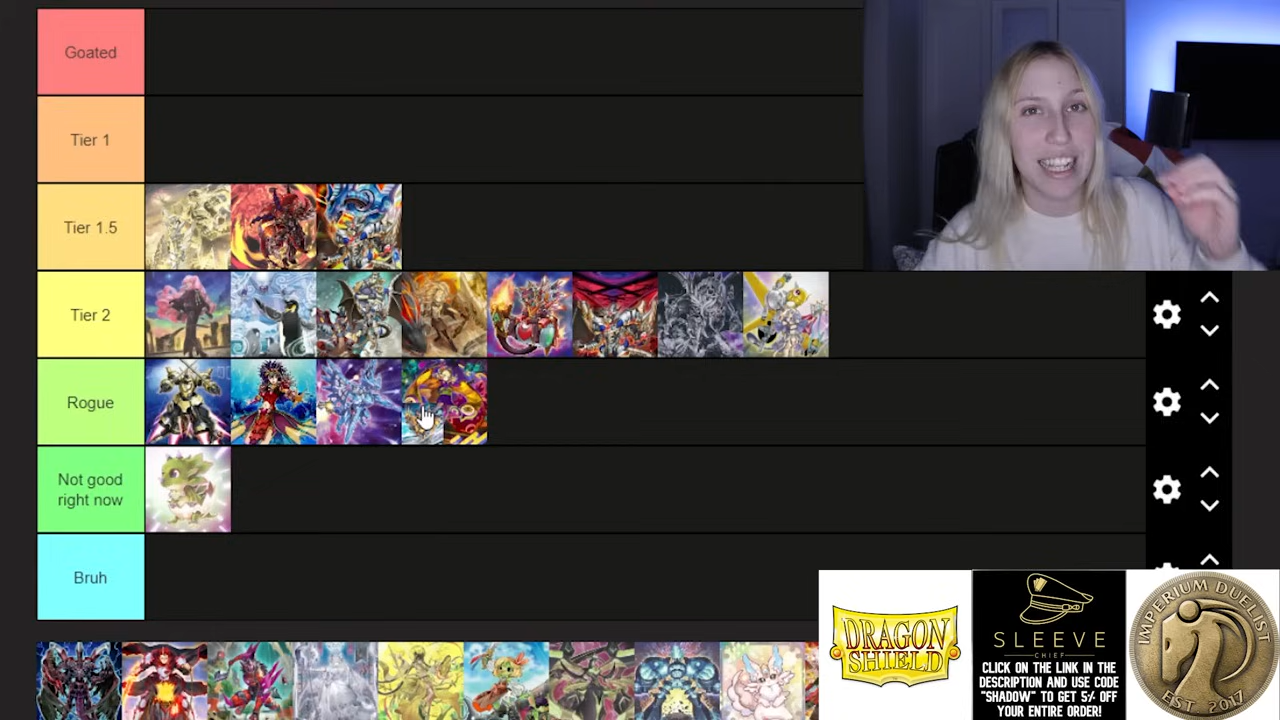 Goated
Tier 1
Tier 1.5
Tier 2
Rogue
Not good
right now
Bruh
DRAGON
SHIELD
SLEEVE
CHIEF
CLICK ON THE LINK IN THE
DESCRIPTION AND USE CODE
"SHADOW" TO GET 5% OFF
YOUR ENTIRE ORDER!
IMPERIUM DUELIST
EST 2017